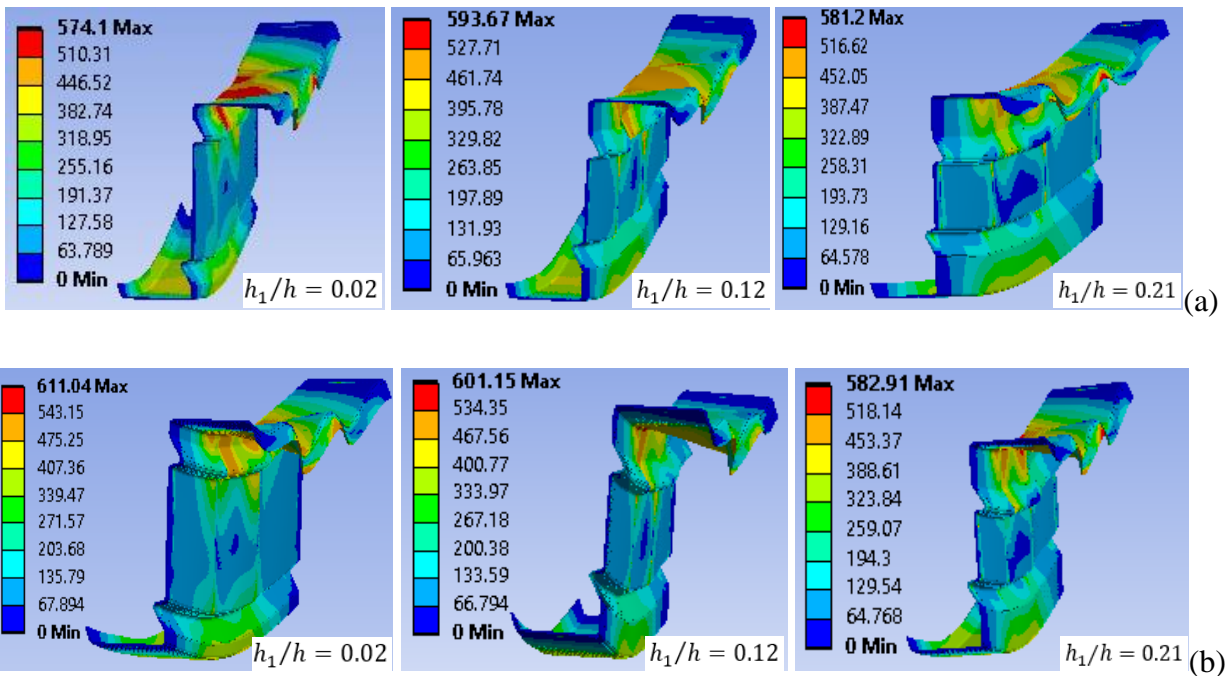 574.1 Max
510.31
446.52
382.74
318.95
255.16
191.37
127.58
63.789
0 Min
h₁/h = 0.02
593.67 Max
527.71
461.74
395.78
329.82
263.85
197.89
131.93
65.963
0 Min
h₁/h = 0.12
581.2 Max
516.62
452.05
387.47
322.89
258.31
193.73
129.16
64.578
0 Min
h₁/h = 0.21
(a)
611.04 Max
543.15
475.25
407.36
339.47
271.57
203.68
135.79
67.894
0 Min
h₁/h = 0.02
601.15 Max
534.35
467.56
400.77
333.97
267.18
200.38
133.59
66.794
0 Min
h₁/h = 0.12
582.91 Max
518.14
453.37
388.61
323.84
259.07
194.3
129.54
64.768
0 Min
h₁/h = 0.21
(b)